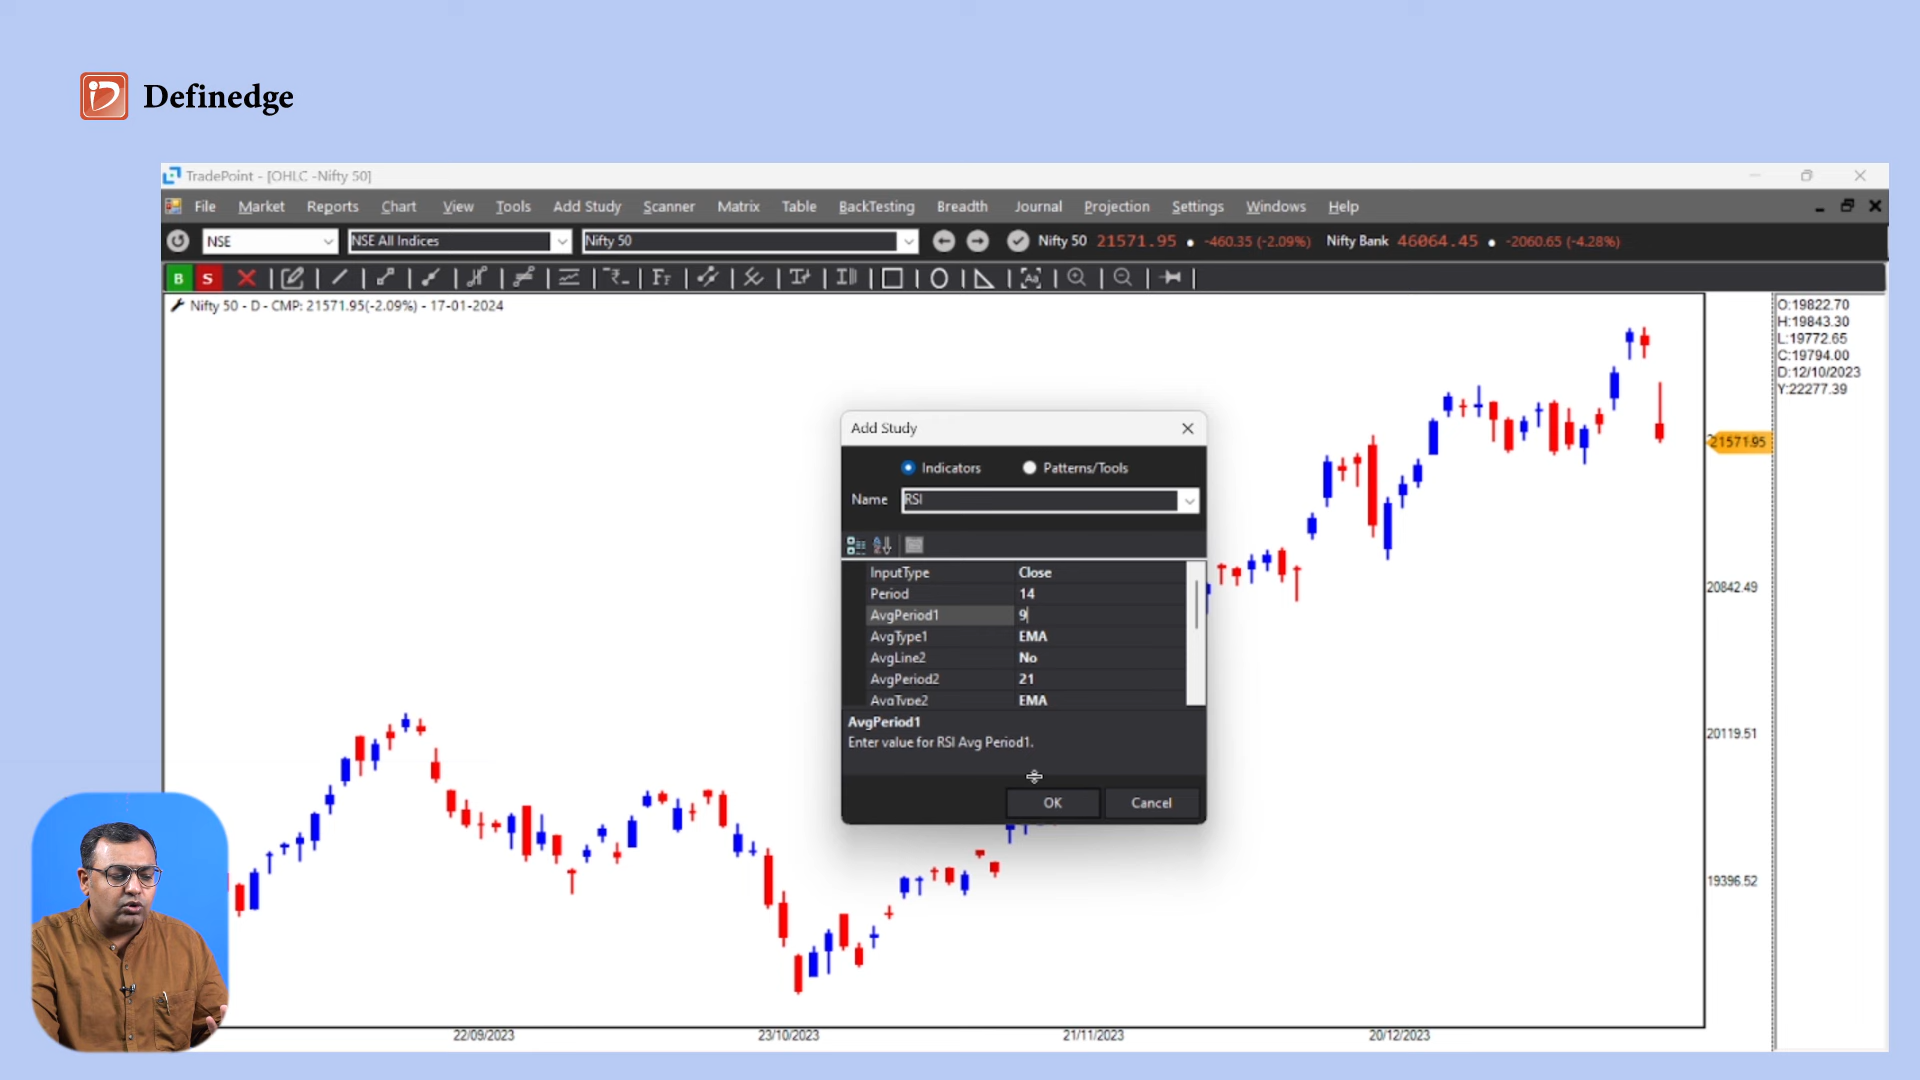 Definedge
TradePoint - [OHLC -Nifty 50]
File Market Reports Chart View Tools Add Study Scanner Matrix Table BackTesting Breadth Journal Projection Settings Windows Help
NSE NSE All Indices Nifty 50 Nifty 50 21571.95 ● -460.35 (-2.09%) Nifty Bank 46064.45 ● -2060.65 (-4.28%)
B S
Nifty 50 - D - CMP: 21571.95(-2.09%) - 17-01-2024
O:19822.70
H:19843.30
L:19772.65
C:19794.00
D:12/10/2023
Y:22277.39
21571.95
20842.49
20119.51
19396.52
Add Study
Indicators Patterns/Tools
Name RSI
InputType Close
Period 14
AvgPeriod1 9
AvgType1 EMA
AvgLine2 No
AvgPeriod2 21
AvgType2 EMA
AvgPeriod1
Enter value for RSI Avg Period1.
OK Cancel
22/09/2023 23/10/2023 21/11/2023 20/12/2023